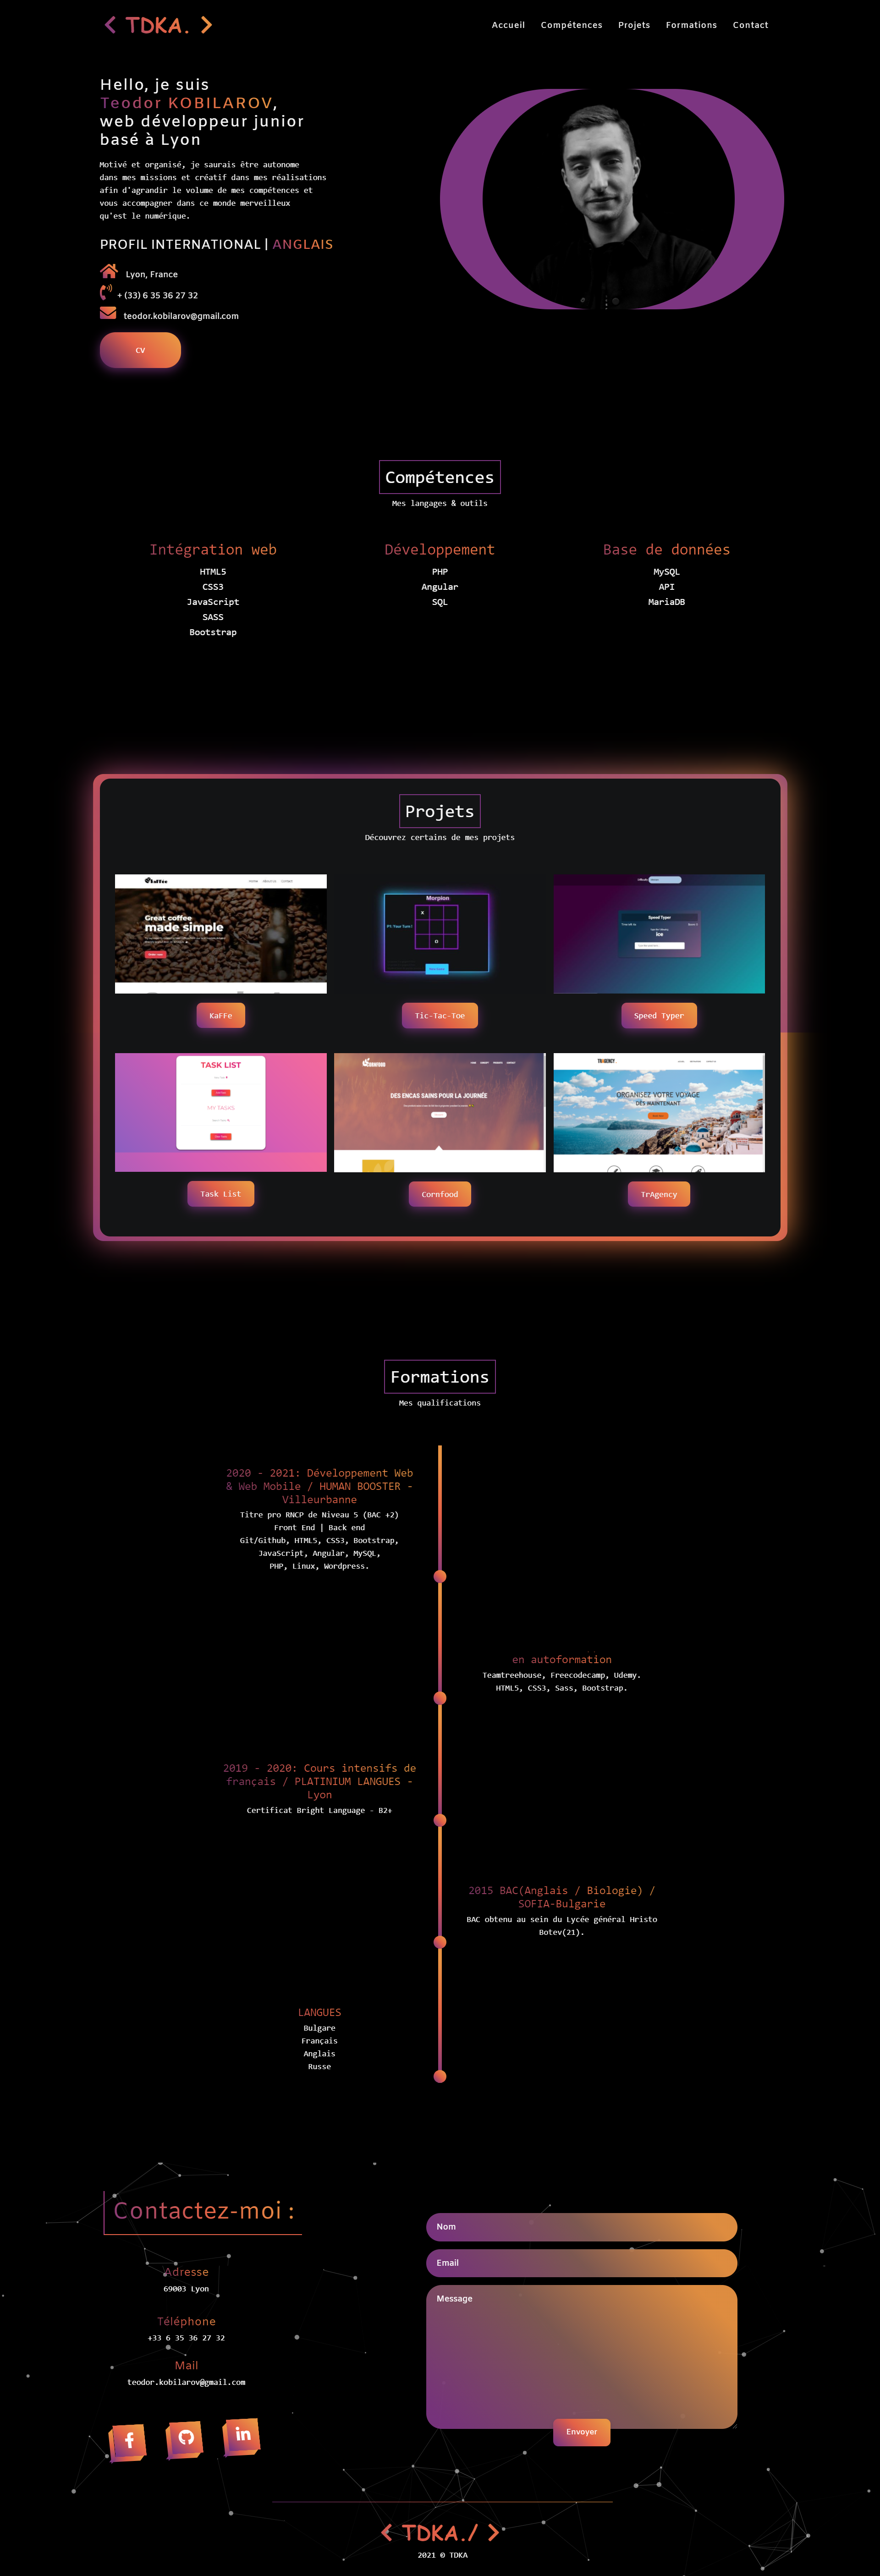 < TDKA. >
Accueil Compétences Projets Formations Contact
Hello, je suis
Teodor KOBILAROV,
web développeur junior
basé à Lyon
Motivé et organisé, je saurais être autonome
dans mes missions et créatif dans mes réalisations
afin d'agrandir le volume de mes compétences et
vous accompagner dans ce monde merveilleux
qu'est le numérique.
PROFIL INTERNATIONAL | ANGLAIS
Lyon, France
+ (33) 6 35 36 27 32
teodor.kobilarov@gmail.com
CV
Compétences
Mes langages & outils
Intégration web
HTML5
CSS3
JavaScript
SASS
Bootstrap
Développement
PHP
Angular
SQL
Base de données
MySQL
API
MariaDB
Projets
Découvrez certains de mes projets
Kaffee
Great coffee
made simple
KaFFe
Morpion
X
O
Tic-Tac-Toe
Speed Typer
ice
Speed Typer
TASK LIST
MY TASKS
Task List
CORNFOOD
DES ENCAS SAINS POUR LA JOURNÉE
Cornfood
TRAGENCY
ORGANISEZ VOTRE VOYAGE
DÈS MAINTENANT
TrAgency
Formations
Mes qualifications
2020 - 2021: Développement Web
& Web Mobile / HUMAN BOOSTER -
Villeurbanne
Titre pro RNCP de Niveau 5 (BAC +2)
Front End | Back end
Git/Github, HTML5, CSS3, Bootstrap,
JavaScript, Angular, MySQL,
PHP, Linux, Wordpress.
en autoformation
Teamtreehouse, Freecodecamp, Udemy.
HTML5, CSS3, Sass, Bootstrap.
2019 - 2020: Cours intensifs de
français / PLATINIUM LANGUES -
Lyon
Certificat Bright Language - B2+
2015 BAC(Anglais / Biologie) /
SOFIA-Bulgarie
BAC obtenu au sein du Lycée général Hristo
Botev(21).
LANGUES
Bulgare
Français
Anglais
Russe
Contactez-moi :
Adresse
69003 Lyon
Téléphone
+33 6 35 36 27 32
Mail
teodor.kobilarov@gmail.com
Nom
Email
Message
Envoyer
< TDKA./ >
2021 © TDKA